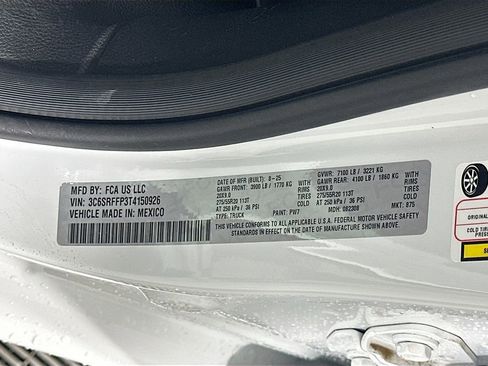 MFD BY: FCA US LLC
VIN: 3C6SRFFP3T4150926
VEHICLE MADE IN: MEXICO
DATE OF MFR (BUILT): 8-25
GAWR FRONT: 3900 LB / 1770 KG
20X9.0 RIMS
275/55R20 113T TIRES
AT 250 kPa / 36 PSI COLD
TYPE: TRUCK PAINT: PW7
GVWR: 7100 LB / 3221 KG
GAWR REAR: 4100 LB / 1860 KG
20X9.0 RIMS
275/55R20 113T TIRES
AT 250 kPa / 36 PSI COLD
MDH: 082308 MKT: 875
THIS VEHICLE CONFORMS TO ALL APPLICABLE U.S.A. FEDERAL MOTOR VEHICLE SAFETY
STANDARDS IN EFFECT ON THE DATE OF MANUFACTURE SHOWN ABOVE.
ORIGINAL
COLD TIRE
PRESS